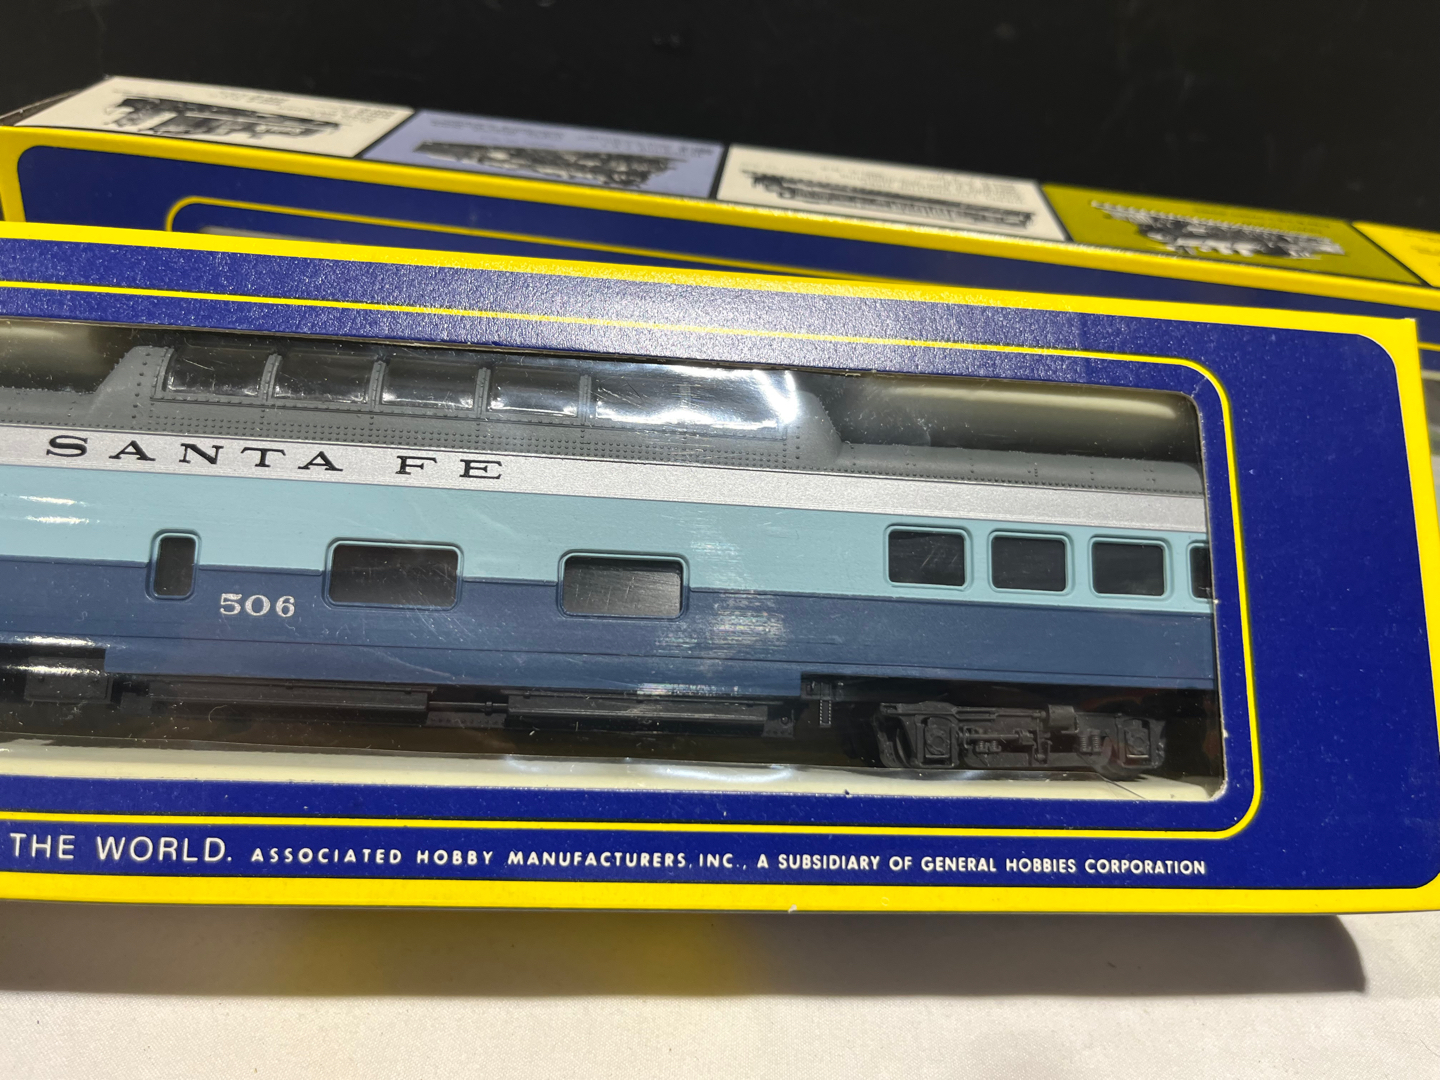 SANTA FE
506
THE WORLD. ASSOCIATED HOBBY MANUFACTURERS, INC., A SUBSIDIARY OF GENERAL HOBBIES CORPORATION